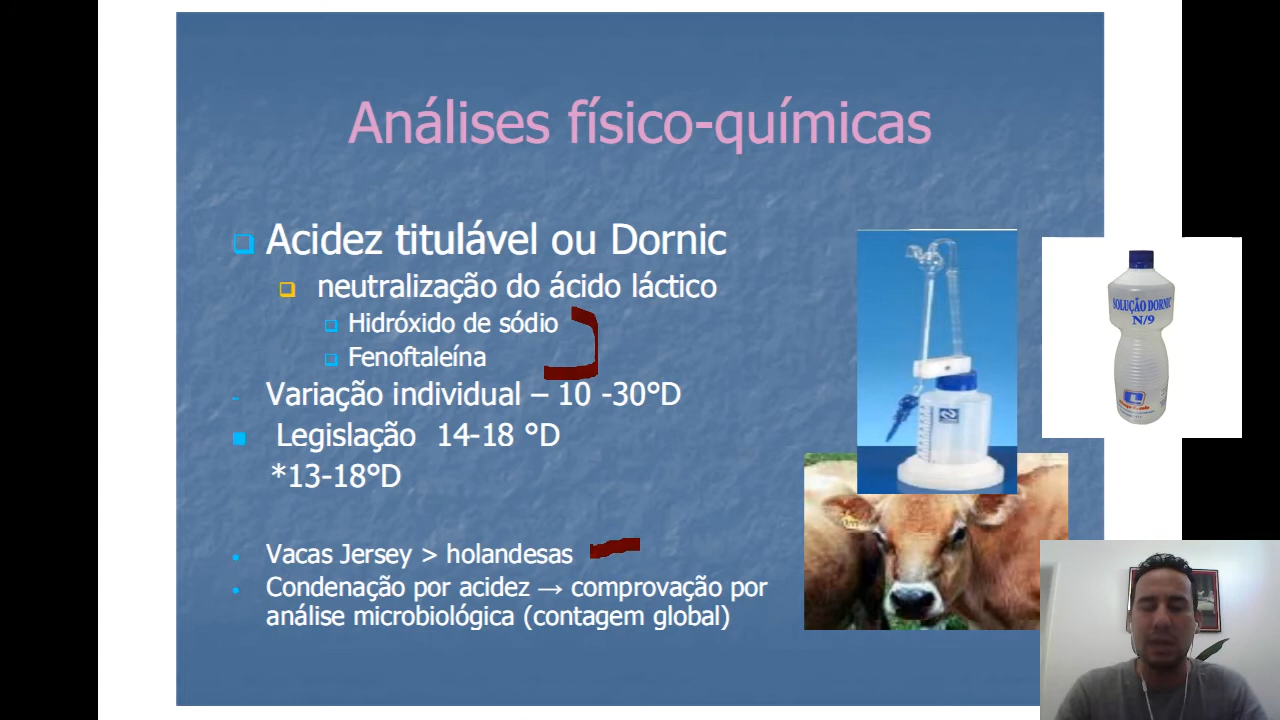 Análises físico-químicas
Acidez titulável ou Dornic
neutralização do ácido láctico
Hidróxido de sódio
Fenoftaleína
- Variação individual – 10 -30°D
Legislação 14-18 °D
*13-18°D
Vacas Jersey > holandesas
Condenação por acidez → comprovação por
análise microbiológica (contagem global)
SOLUÇÃO DORNIC
N/9